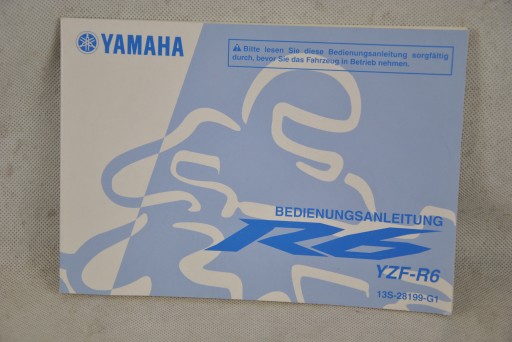 YAMAHA
⚠ Bitte lesen Sie diese Bedienungsanleitung sorgfältig
durch, bevor Sie das Fahrzeug in Betrieb nehmen.
BEDIENUNGSANLEITUNG
R6
YZF-R6
13S-28199-G1